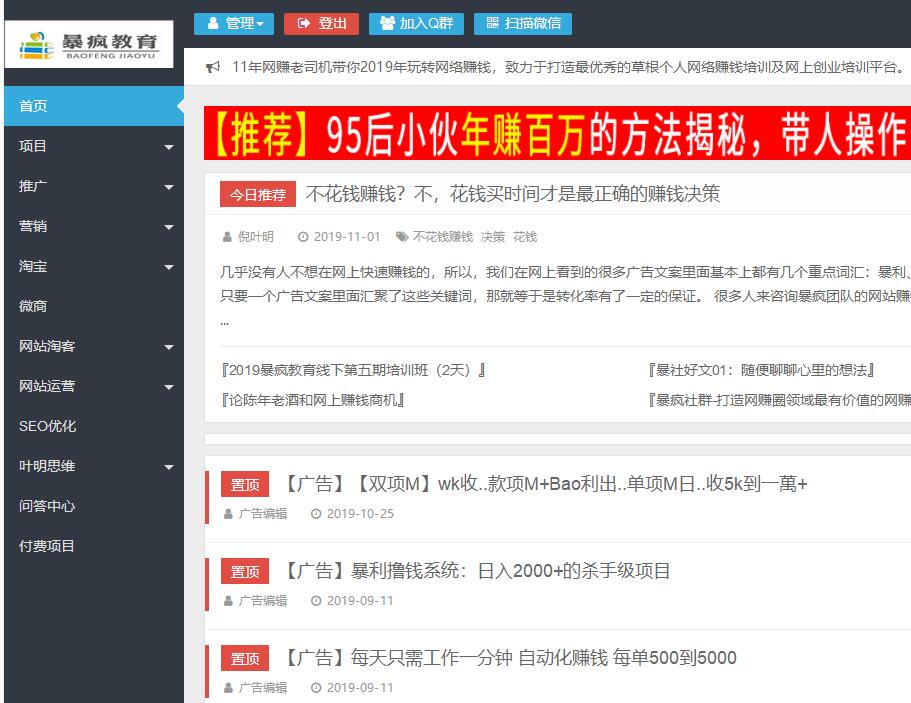 管理
登出
加入Q群
扫描微信
暴疯教育
BAOFENG JIAOYU
11年网赚老司机带你2019年玩转网络赚钱，致力于打造最优秀的草根个人网络赚钱培训及网上创业培训平台。
首页
项目
推广
营销
淘宝
微商
网站淘客
网站运营
SEO优化
叶明思维
问答中心
付费项目
【推荐】95后小伙年赚百万的方法揭秘，带人操作
今日推荐 不花钱赚钱？不，花钱买时间才是最正确的赚钱决策
倪叶明 2019-11-01 不花钱赚钱 决策 花钱
几乎没有人不想在网上快速赚钱的，所以，我们在网上看到的很多广告文案里面基本上都有几个重点词汇：暴利、
只要一个广告文案里面汇聚了这些关键词，那就等于是转化率有了一定的保证。 很多人来咨询暴疯团队的网站赚
...
『2019暴疯教育线下第五期培训班（2天）』
『暴社好文01：随便聊聊心里的想法』
『论陈年老酒和网上赚钱商机』
『暴疯社群-打造网赚圈领域最有价值的网赚
置顶 【广告】【双项M】wk收..款项M+Bao利出..单项M日..收5k到一萬+
广告编辑 2019-10-25
置顶 【广告】暴利撸钱系统：日入2000+的杀手级项目
广告编辑 2019-09-11
置顶 【广告】每天只需工作一分钟 自动化赚钱 每单500到5000
广告编辑 2019-09-11